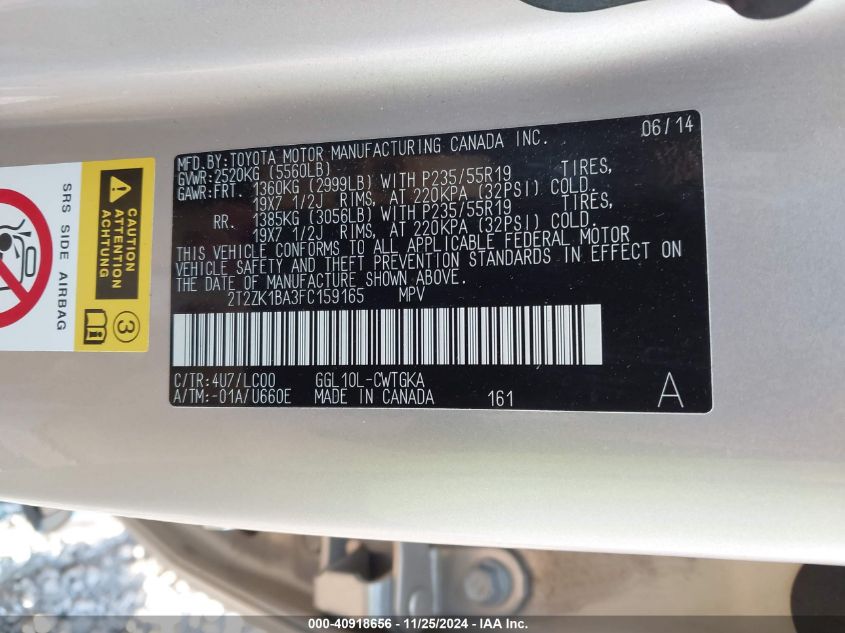 MFD. BY: TOYOTA MOTOR MANUFACTURING CANADA INC. 06/14
GVWR: 2520KG (5560LB)
GAWR: FRT. 1360KG (2999LB) WITH P235/55R19 TIRES,
19X7 1/2J RIMS, AT 220KPA (32PSI) COLD.
RR. 1385KG (3056LB) WITH P235/55R19 TIRES,
19X7 1/2J RIMS, AT 220KPA (32PSI) COLD.
THIS VEHICLE CONFORMS TO ALL APPLICABLE FEDERAL MOTOR
VEHICLE SAFETY AND THEFT PREVENTION STANDARDS IN EFFECT ON
THE DATE OF MANUFACTURE SHOWN ABOVE.
2T2ZK1BA3FC159165 MPV
C/TR: 4U7/LC00 GGL10L-CWTGKA
A/TM: -01A/U660E MADE IN CANADA 161 A
SRS SIDE AIRBAG
CAUTION
ATTENTION
ACHTUNG
3
000-40918656 - 11/25/2024 - IAA Inc.